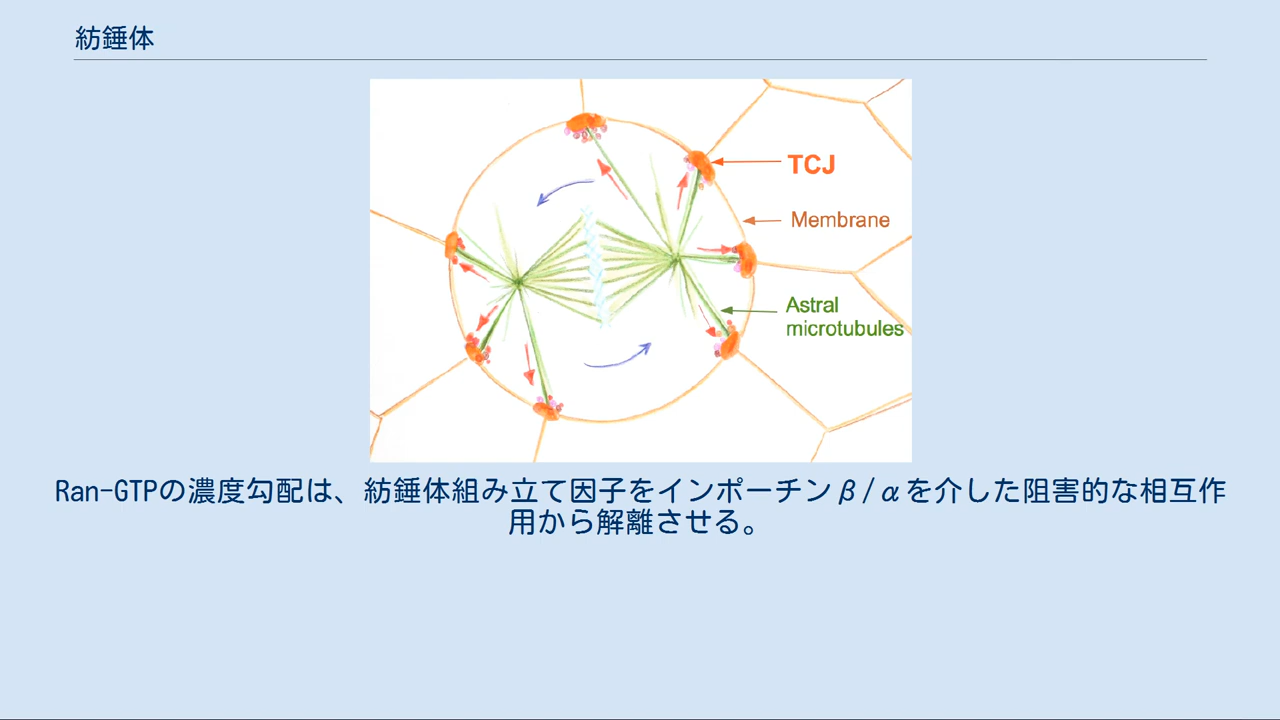 紡錘体
TCJ
Membrane
Astral
microtubules
Ran-GTPの濃度勾配は、紡錘体組み立て因子をインポーチンβ/αを介した阻害的な相互作
用から解離させる。